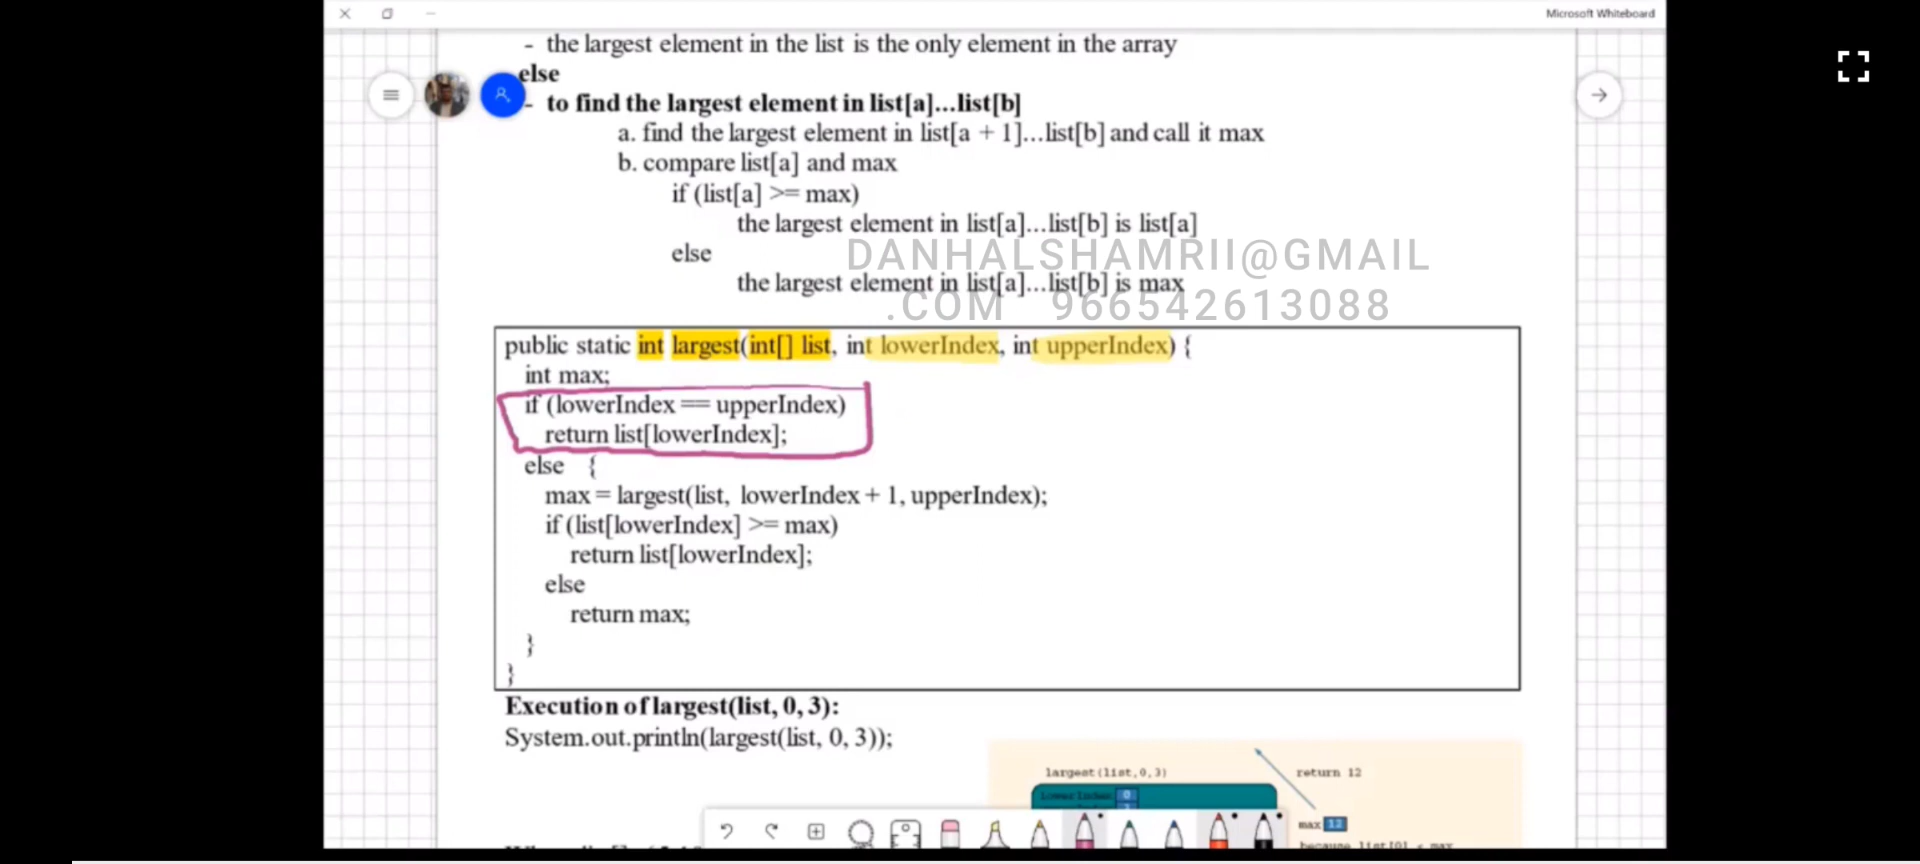 Microsoft Whiteboard
- the largest element in the list is the only element in the array
else
- to find the largest element in list[a]...list[b]
a. find the largest element in list[a + 1]...list[b] and call it max
b. compare list[a] and max
if (list[a] >= max)
the largest element in list[a]...list[b] is list[a]
else
the largest element in list[a]...list[b] is max
DANHALSHAMRII@GMAIL
.COM 966542613088
public static int largest(int[] list, int lowerIndex, int upperIndex) {
int max;
if (lowerIndex == upperIndex)
return list[lowerIndex];
else {
max = largest(list, lowerIndex + 1, upperIndex);
if (list[lowerIndex] >= max)
return list[lowerIndex];
else
return max;
}
}
Execution of largest(list, 0, 3):
System.out.println(largest(list, 0, 3));
largest(list,0,3)
return 12
lowerIndex 0
max 12
because list[0] < max